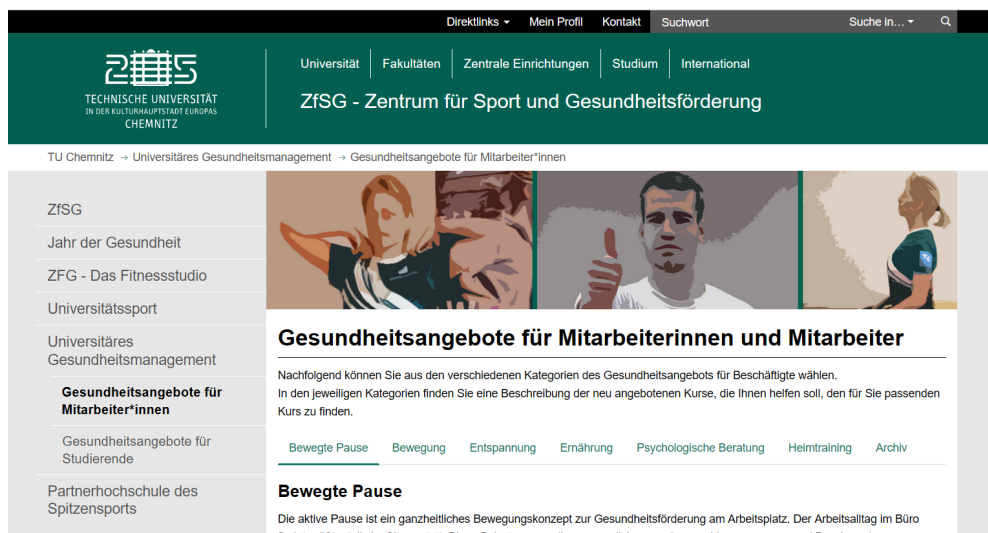 Direktlinks Mein Profil Kontakt Suchwort Suche in…
TECHNISCHE UNIVERSITÄT
IN DER KULTURHAUPTSTADT EUROPAS
CHEMNITZ
Universität Fakultäten Zentrale Einrichtungen Studium International
ZfSG - Zentrum für Sport und Gesundheitsförderung
TU Chemnitz → Universitäres Gesundheitsmanagement → Gesundheitsangebote für Mitarbeiter*innen
ZfSG
Jahr der Gesundheit
ZFG - Das Fitnessstudio
Universitätssport
Universitäres
Gesundheitsmanagement
Gesundheitsangebote für
Mitarbeiter*innen
Gesundheitsangebote für
Studierende
Partnerhochschule des
Spitzensports
Gesundheitsangebote für Mitarbeiterinnen und Mitarbeiter
Nachfolgend können Sie aus den verschiedenen Kategorien des Gesundheitsangebots für Beschäftigte wählen.
In den jeweiligen Kategorien finden Sie eine Beschreibung der neu angebotenen Kurse, die Ihnen helfen soll, den für Sie passenden
Kurs zu finden.
Bewegte Pause Bewegung Entspannung Ernährung Psychologische Beratung Heimtraining Archiv
Bewegte Pause
Die aktive Pause ist ein ganzheitliches Bewegungskonzept zur Gesundheitsförderung am Arbeitsplatz. Der Arbeitsalltag im Büro